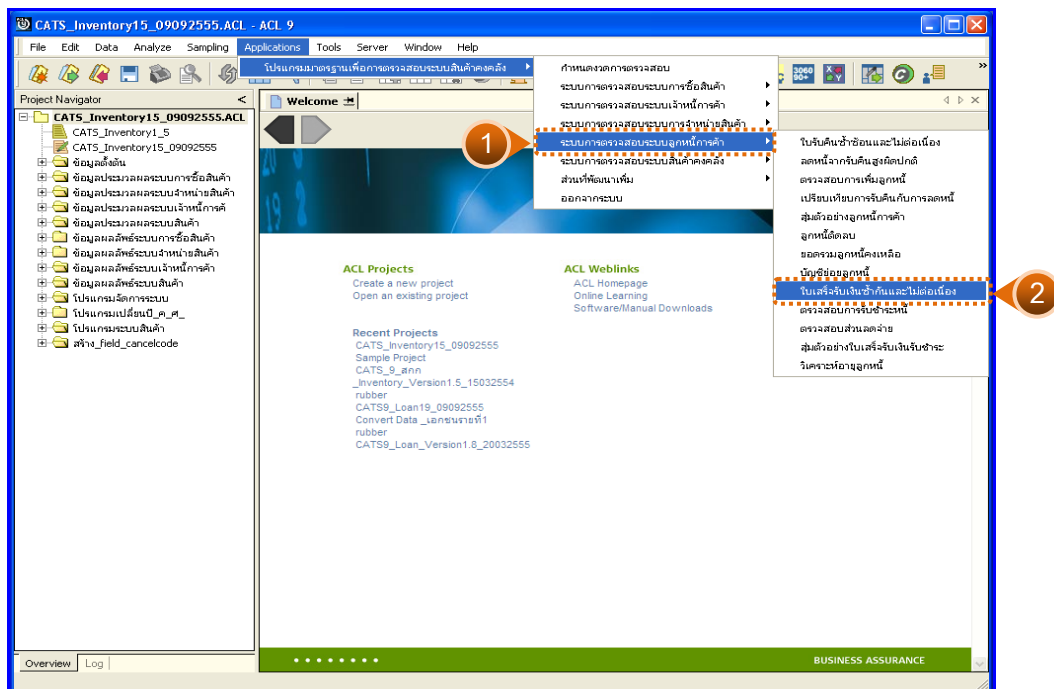 CATS_Inventory15_09092555.ACL - ACL 9
File Edit Data Analyze Sampling Applications Tools Server Window Help
โปรแกรมมาตรฐานเพื่อการตรวจสอบระบบสินค้าคงคลัง
กำหนดงวดการตรวจสอบ
ระบบการตรวจสอบระบบการซื้อสินค้า
ระบบการตรวจสอบระบบเจ้าหนี้การค้า
ระบบการตรวจสอบระบบการจำหน่ายสินค้า
ระบบการตรวจสอบระบบลูกหนี้การค้า
ระบบการตรวจสอบระบบสินค้าคงคลัง
ส่วนที่พัฒนาเพิ่ม
ออกจากระบบ
1
ใบรับคืนซ้ำซ้อนและไม่ต่อเนื่อง
ลดหนี้จากรับคืนสูงผิดปกติ
ตรวจสอบการเพิ่มลูกหนี้
เปรียบเทียบการรับคืนกับการลดหนี้
สุ่มตัวอย่างลูกหนี้การค้า
ลูกหนี้ติดลบ
ยอดรวมลูกหนี้คงเหลือ
บัญชีย่อยลูกหนี้
ใบเสร็จรับเงินซ้ำกันและไม่ต่อเนื่อง
ตรวจสอบการรับชำระหนี้
ตรวจสอบส่วนลดจ่าย
สุ่มตัวอย่างใบเสร็จรับเงินรับชำระ
วิเคราะห์อายุลูกหนี้
2
Project Navigator <
CATS_Inventory15_09092555.ACL
CATS_Inventory1_5
CATS_Inventory15_09092555
ข้อมูลตั้งต้น
ข้อมูลประมวลผลระบบการซื้อสินค้า
ข้อมูลประมวลผลระบบจำหน่ายสินค้า
ข้อมูลประมวลผลระบบเจ้าหนี้การค้
ข้อมูลประมวลผลระบบสินค้า
ข้อมูลผลลัพธ์ระบบการซื้อสินค้า
ข้อมูลผลลัพธ์ระบบจำหน่ายสินค้า
ข้อมูลผลลัพธ์ระบบเจ้าหนี้การค้า
ข้อมูลผลลัพธ์ระบบสินค้า
โปรแกรมจัดการระบบ
โปรแกรมเปลี่ยนปี_ค_ศ_
โปรแกรมระบบสินค้า
สร้าง_field_cancelcode
Welcome
ACL Projects
Create a new project
Open an existing project
Recent Projects
CATS_Inventory15_09092555
Sample Project
CATS_9_สกก
_Inventory_Version1.5_15032554
rubber
CATS9_Loan19_09092555
Convert Data _เอกชนรายที่1
rubber
CATS9_Loan_Version1.8_20032555
ACL Weblinks
ACL Homepage
Online Learning
Software/Manual Downloads
BUSINESS ASSURANCE
Overview Log